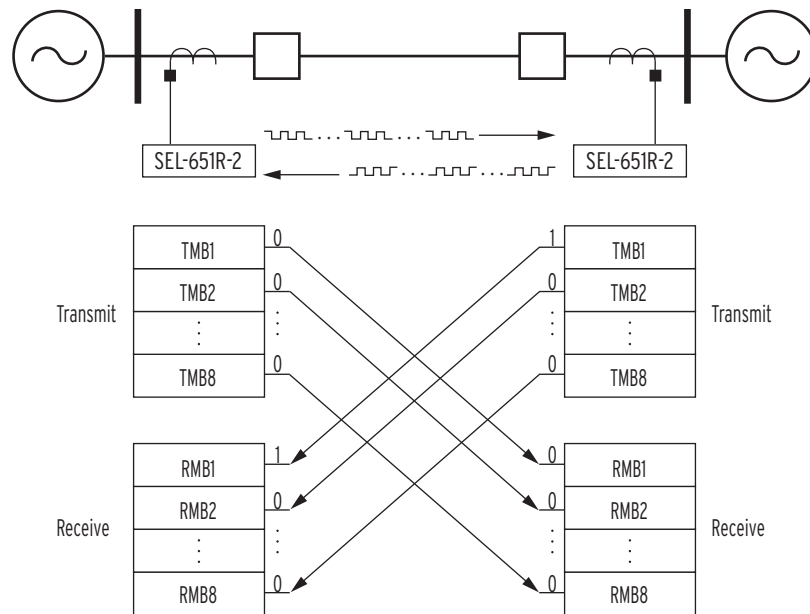 SEL-651R-2 SEL-651R-2
TMB1 0 1 TMB1
Transmit TMB2 0 0 TMB2 Transmit
TMB8 0 0 TMB8
RMB1 1 0 RMB1
RMB2 0 0 RMB2
Receive Receive
RMB8 0 0 RMB8